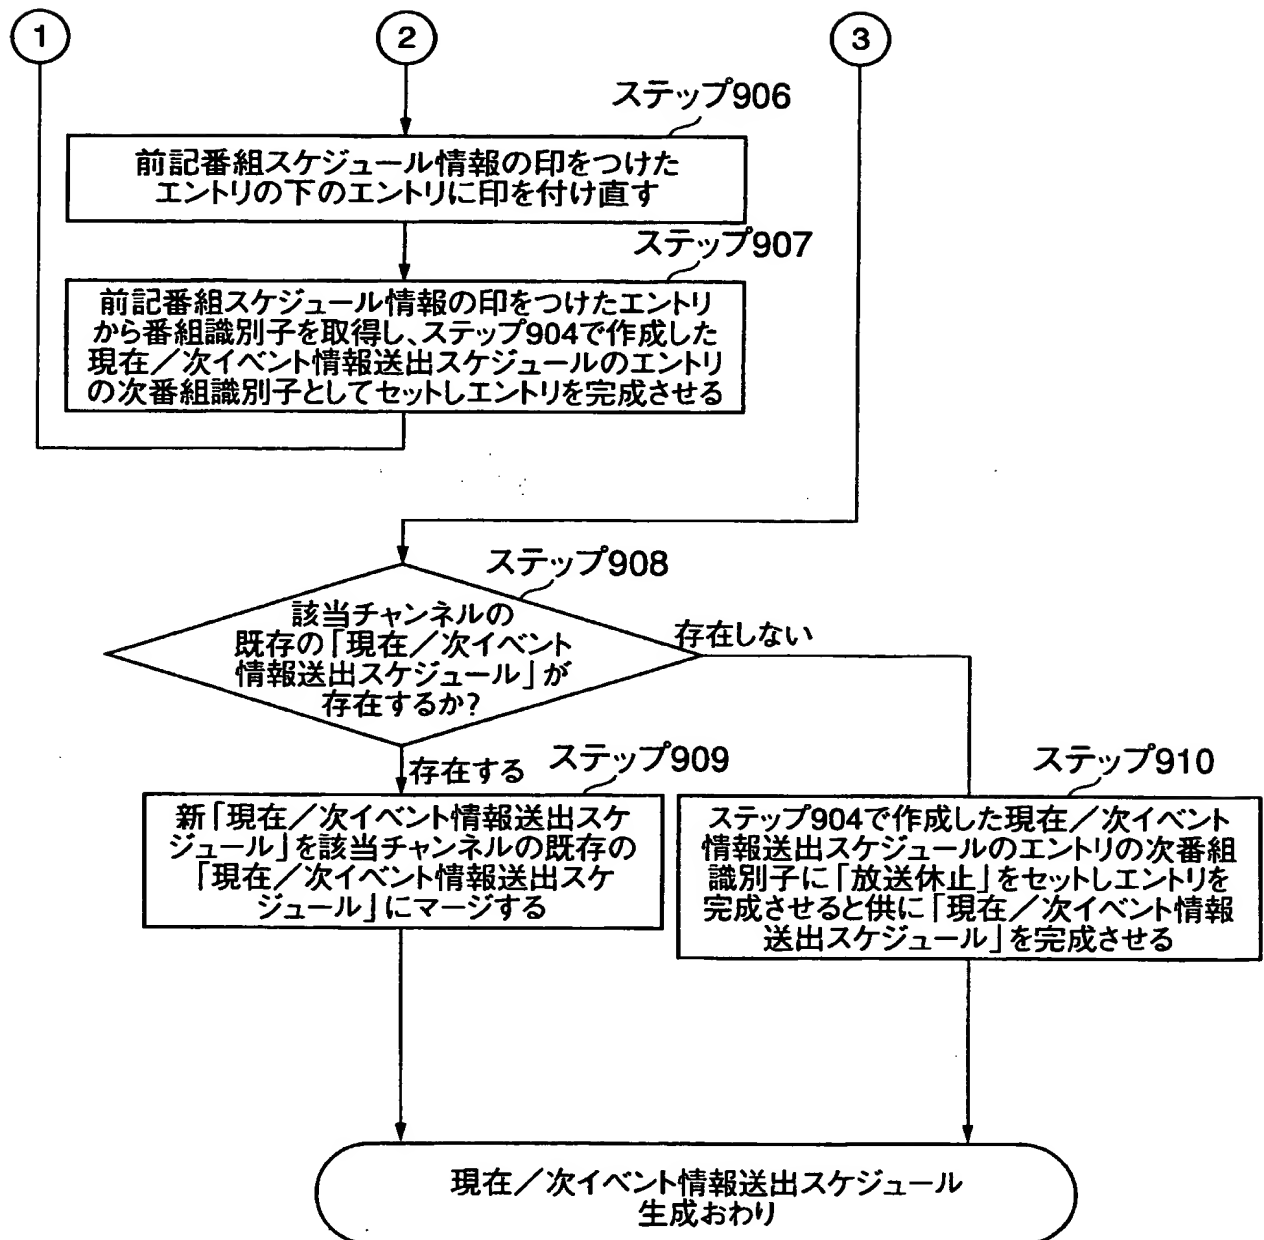 1
2
3
ステップ906
前記番組スケジュール情報の印をつけた
エントリの下のエントリに印を付け直す
ステップ907
前記番組スケジュール情報の印をつけたエントリ
から番組識別子を取得し、ステップ904で作成した
現在／次イベント情報送出スケジュールのエントリ
の次番組識別子としてセットしエントリを完成させる
ステップ908
該当チャンネルの
既存の「現在／次イベント
情報送出スケジュール」が
存在するか?
存在しない
存在する
ステップ909
新「現在／次イベント情報送出スケ
ジュール」を該当チャンネルの既存の
「現在／次イベント情報送出スケ
ジュール」にマージする
ステップ910
ステップ904で作成した現在／次イベント
情報送出スケジュールのエントリの次番組
識別子に「放送休止」をセットしエントリを
完成させると供に「現在／次イベント情報
送出スケジュール」を完成させる
現在／次イベント情報送出スケジュール
生成おわり